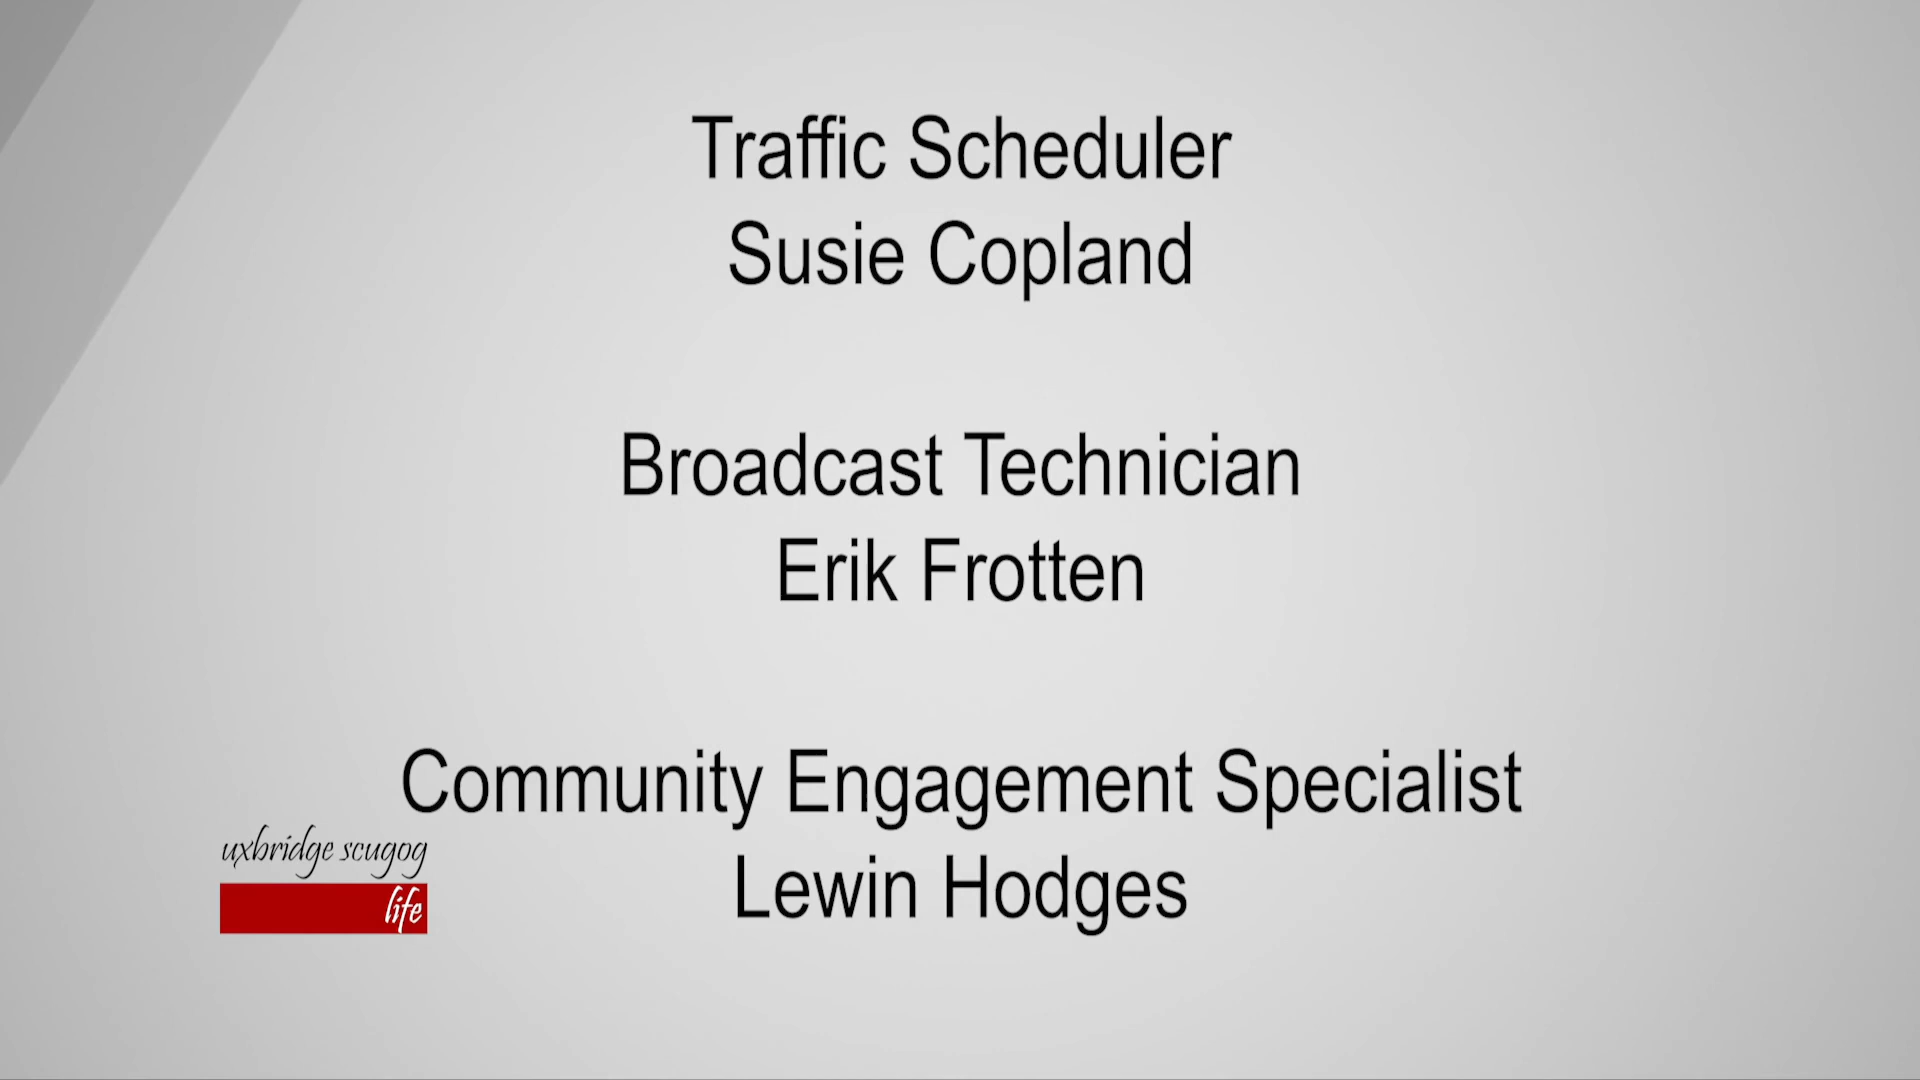 Traffic Scheduler
Susie Copland
Broadcast Technician
Erik Frotten
Community Engagement Specialist
Lewin Hodges
uxbridge scugog
life